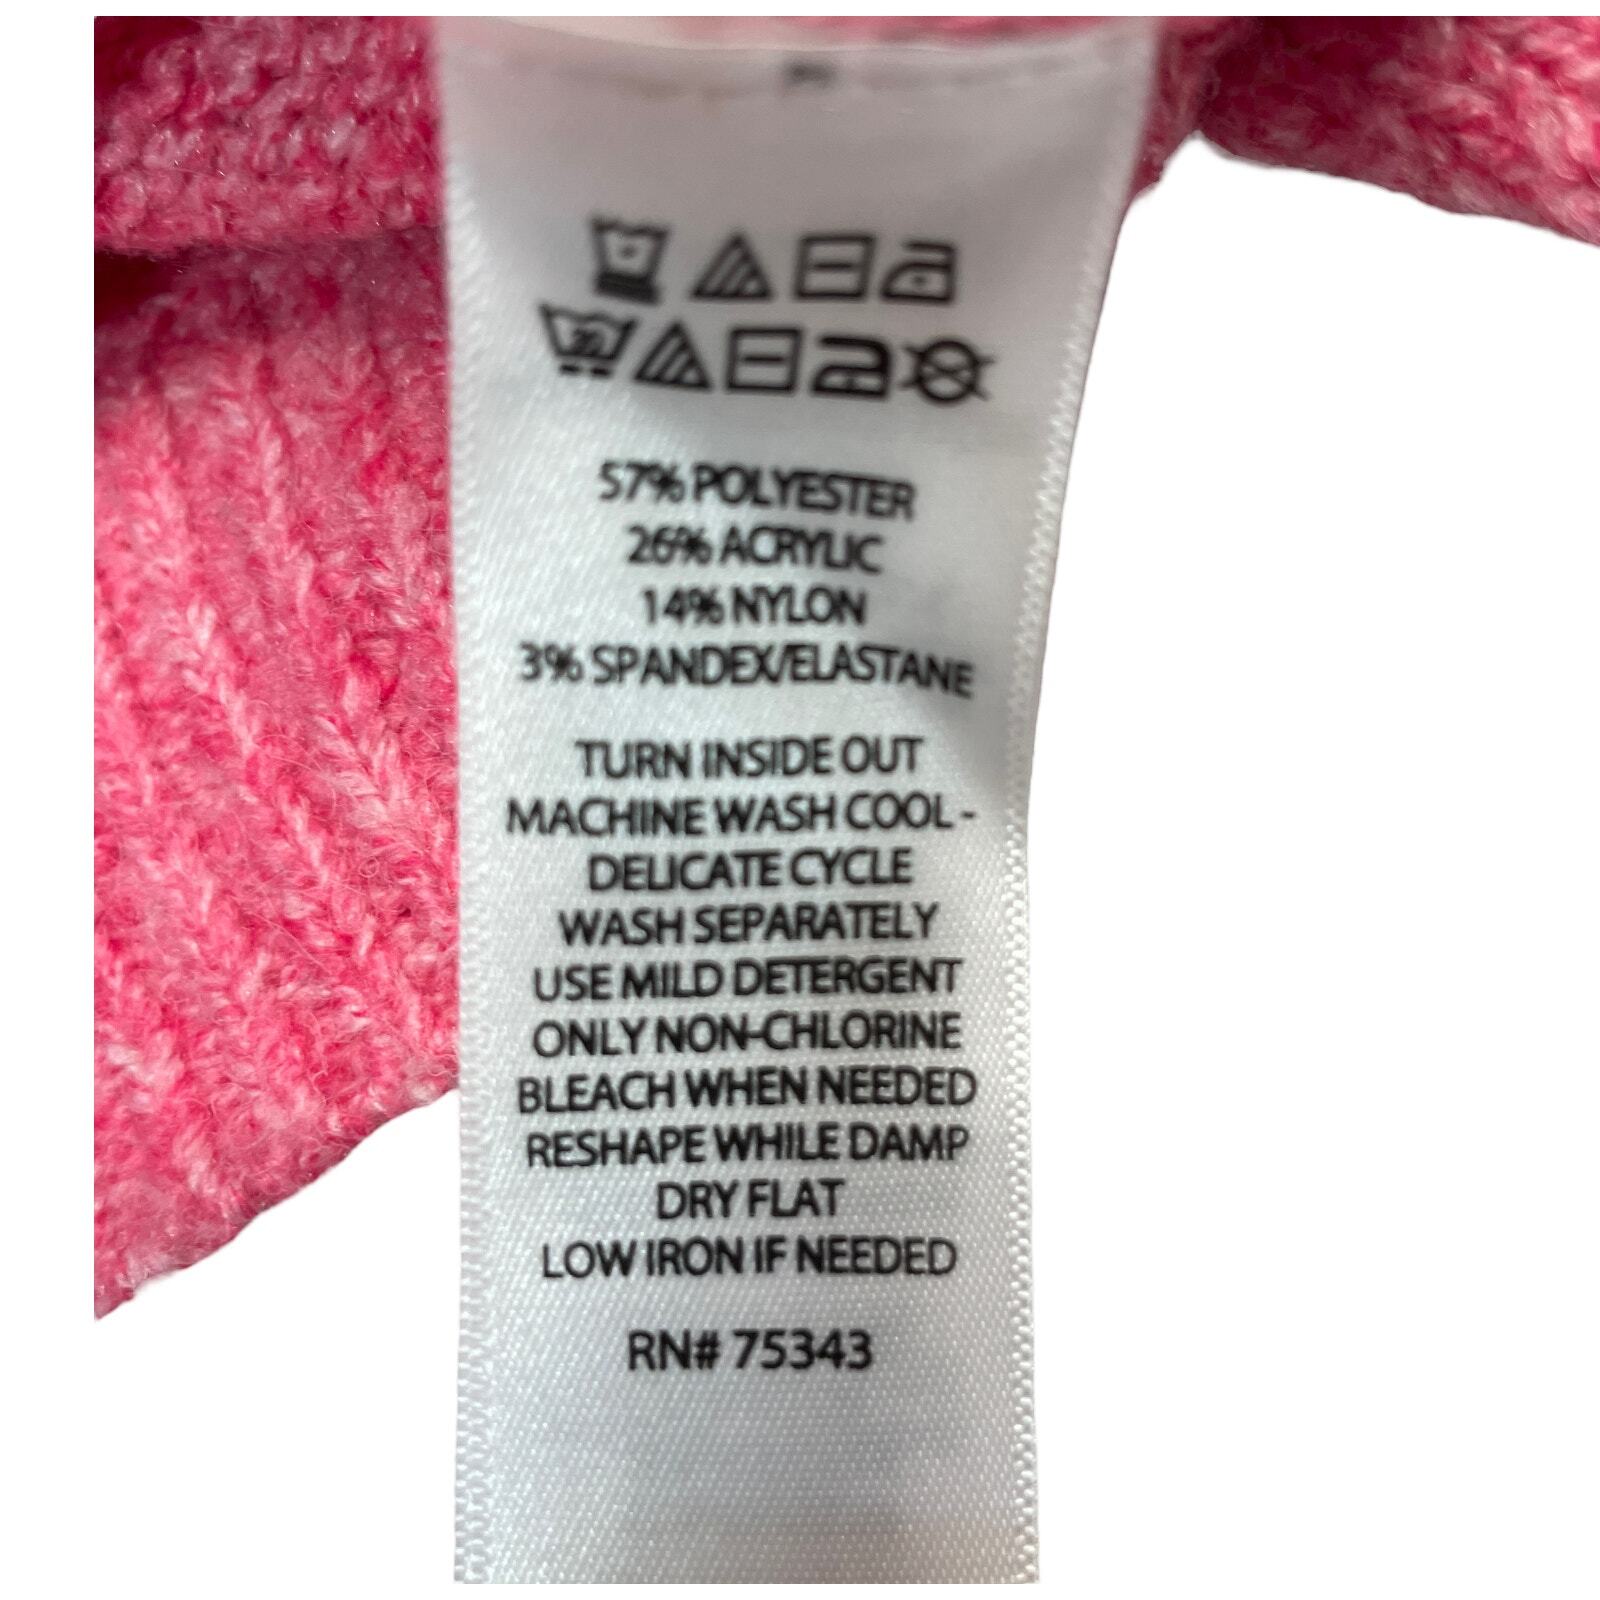 57% POLYESTER
26% ACRYLIC
14% NYLON
3% SPANDEX/ELASTANE
TURN INSIDE OUT
MACHINE WASH COOL -
DELICATE CYCLE
WASH SEPARATELY
USE MILD DETERGENT
ONLY NON-CHLORINE
BLEACH WHEN NEEDED
RESHAPE WHILE DAMP
DRY FLAT
LOW IRON IF NEEDED
RN# 75343